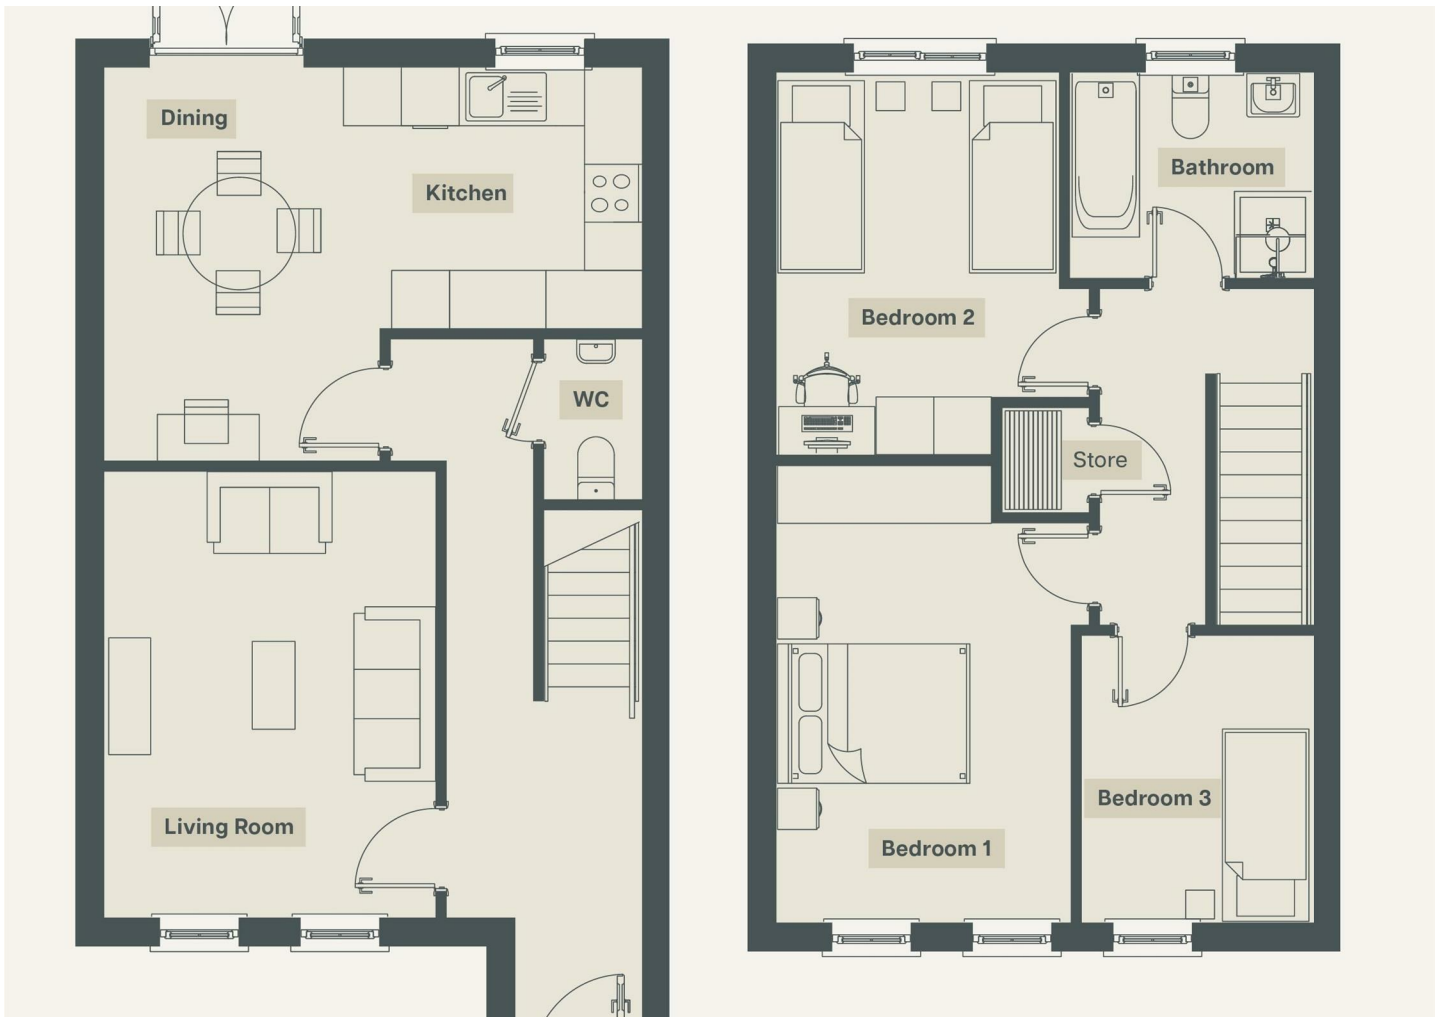 Dining
Kitchen
WC
Living Room
Bathroom
Bedroom 2
Store
Bedroom 3
Bedroom 1